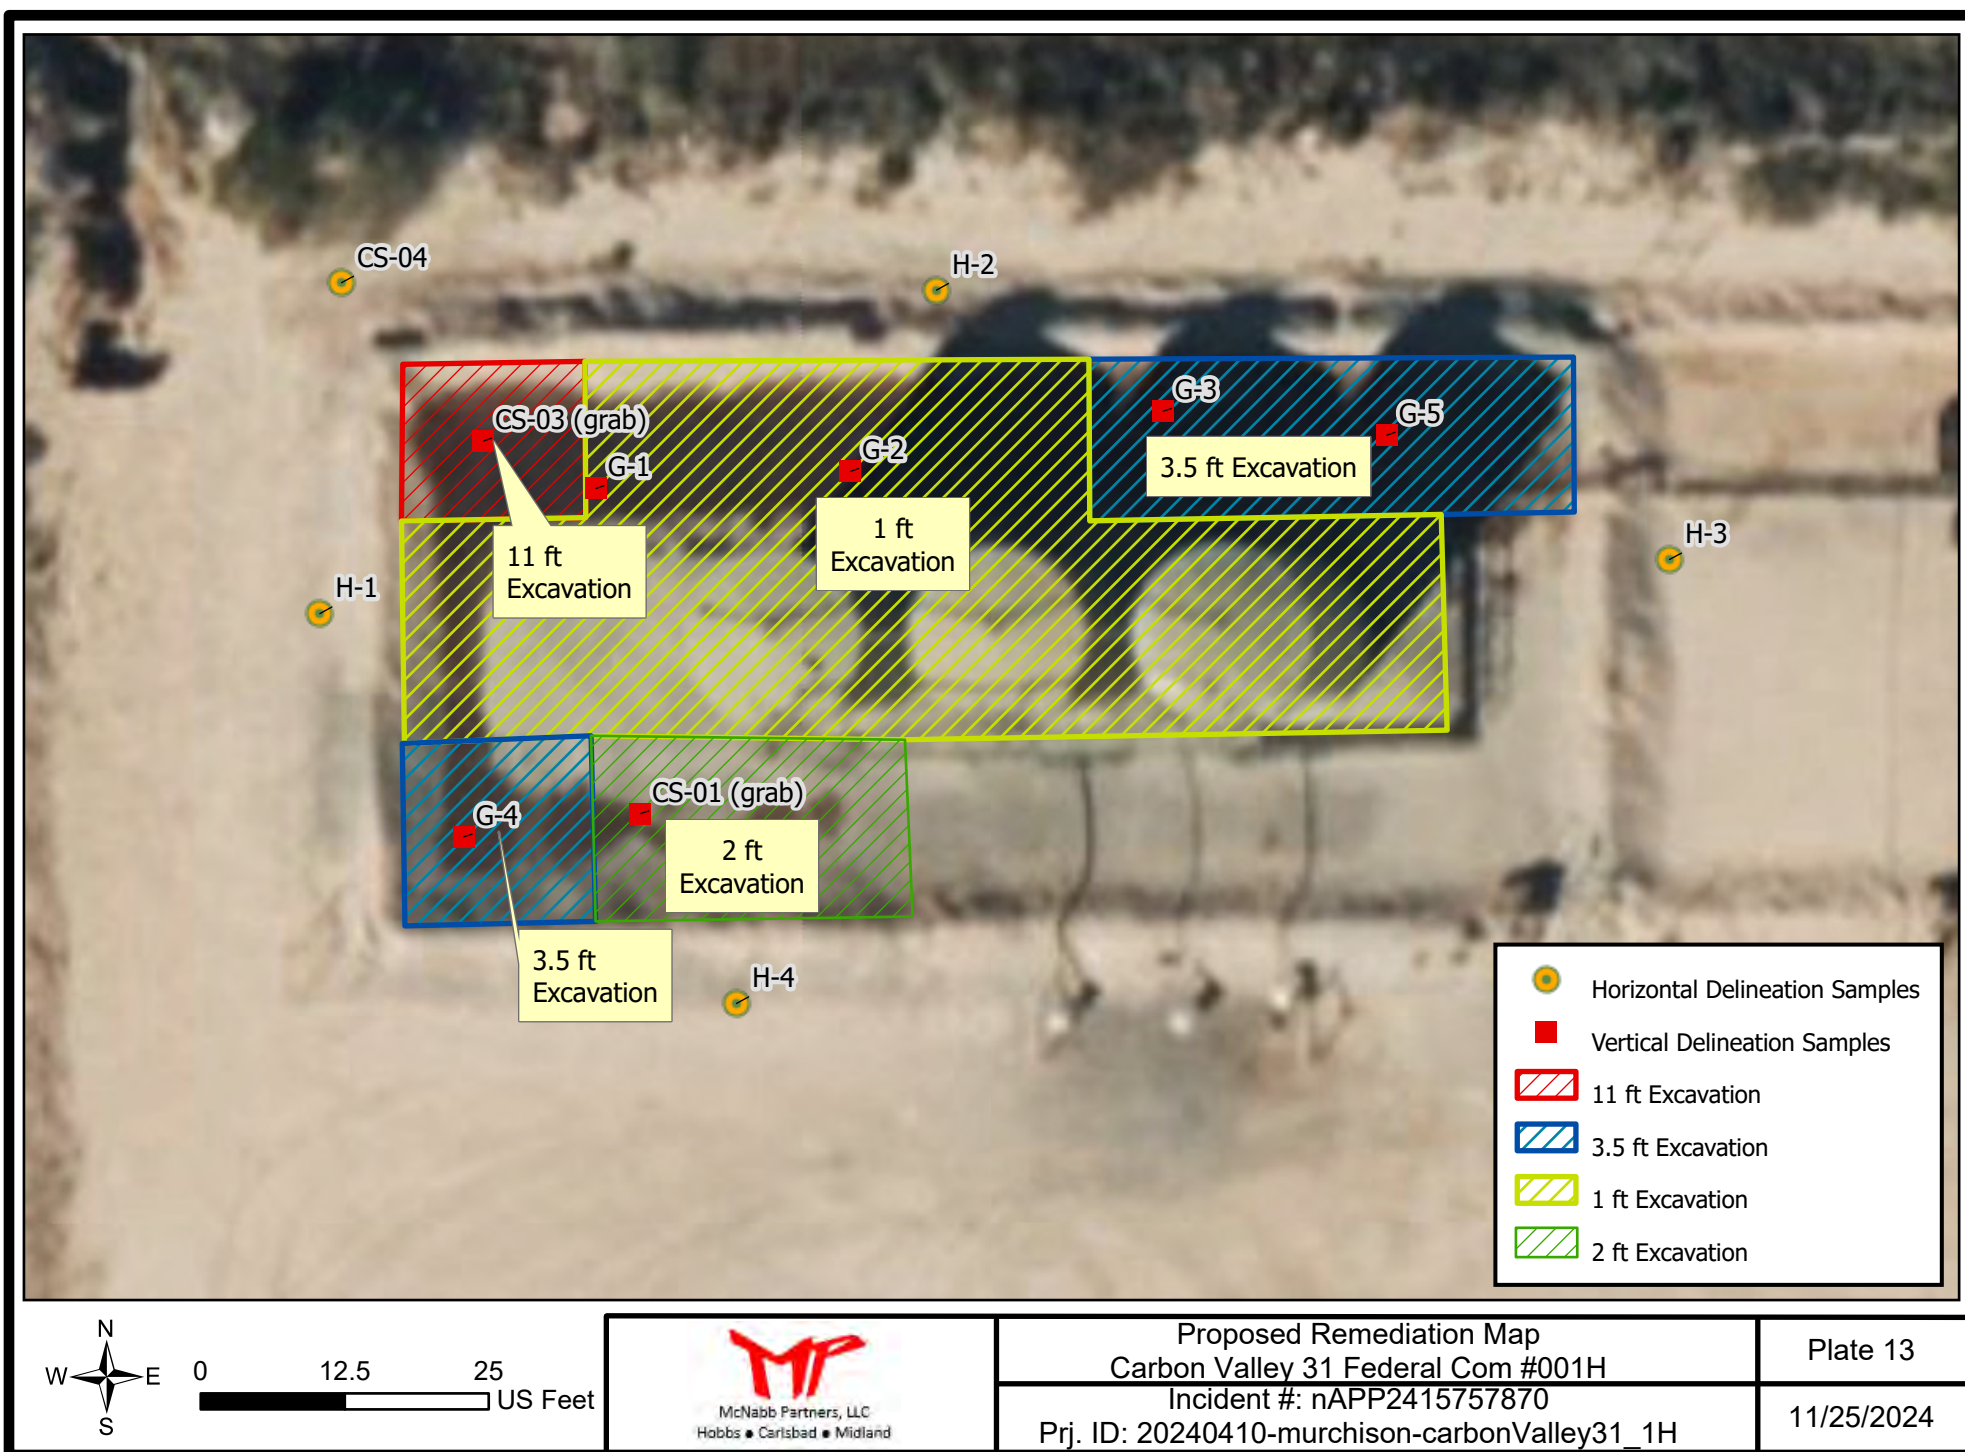 CS-04
H-2
G-3
CS-03 (grab)
G-5
G-1
G-2
3.5 ft Excavation
1 ft
Excavation
11 ft
Excavation
H-3
H-1
CS-01 (grab)
G-4
2 ft
Excavation
3.5 ft
Excavation
H-4
Horizontal Delineation Samples
Vertical Delineation Samples
11 ft Excavation
3.5 ft Excavation
1 ft Excavation
2 ft Excavation
N
W E
S
0 12.5 25
US Feet
McNabb Partners, LLC
Hobbs • Carlsbad • Midland
Proposed Remediation Map
Carbon Valley 31 Federal Com #001H
Incident #: nAPP2415757870
Prj. ID: 20240410-murchison-carbonValley31_1H
Plate 13
11/25/2024